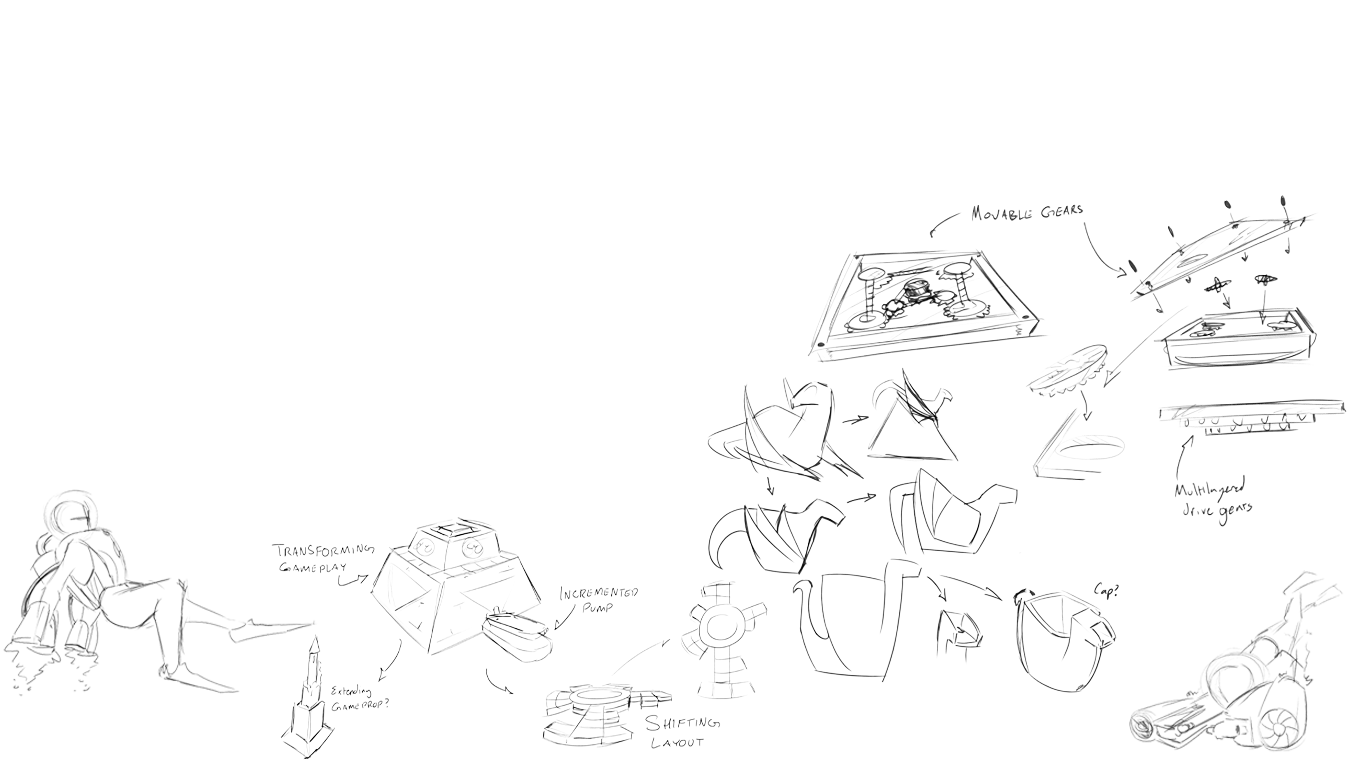 MOVABLE GEARS
Multilayered
drive gears
TRANSFORMING
GAMEPLAY
INCREMENTED
PUMP
Cap?
Extending
GAMEPROP?
SHIFTING
LAYOUT